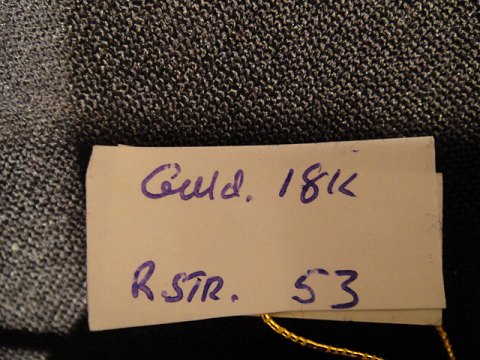 Guld. 18K
R STR. 53